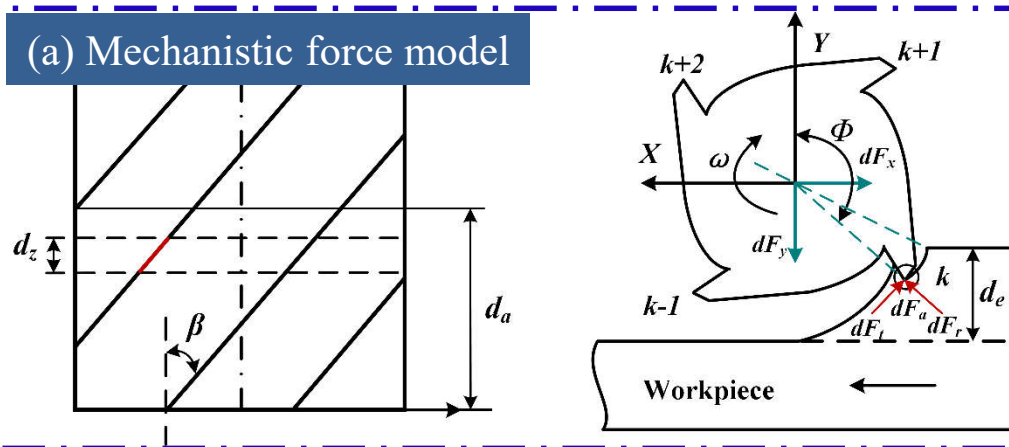 (a) Mechanistic force model
Y
k+1
k+2
Φ
X
ω
dFx
dz
dFy
k
da
k-1
de
β
dFt
dFa
dFr
Workpiece